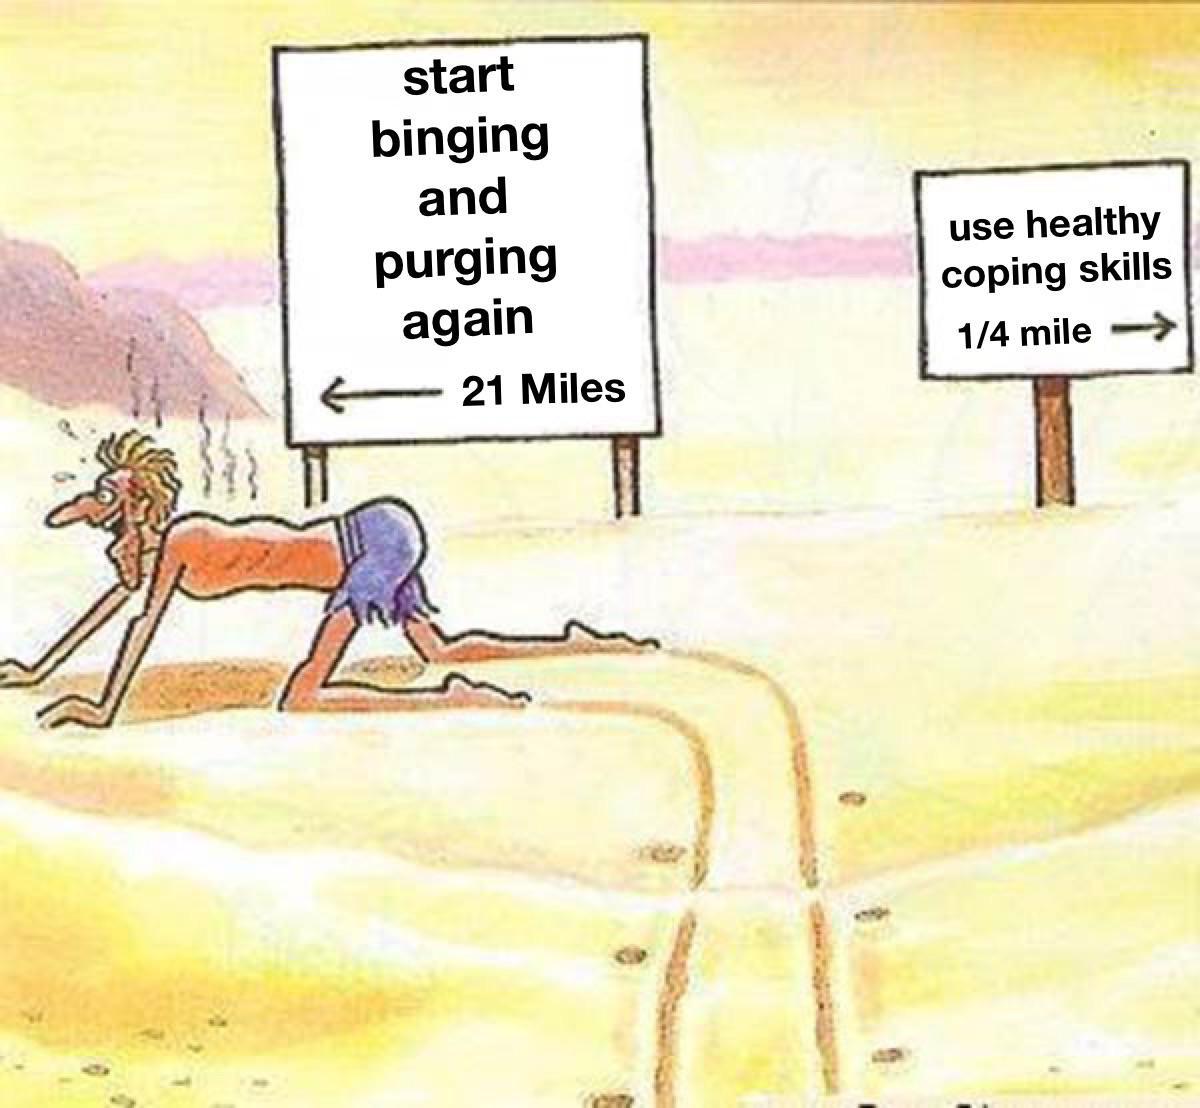 start
binging
and
purging
again
← 21 Miles
use healthy
coping skills
1/4 mile →